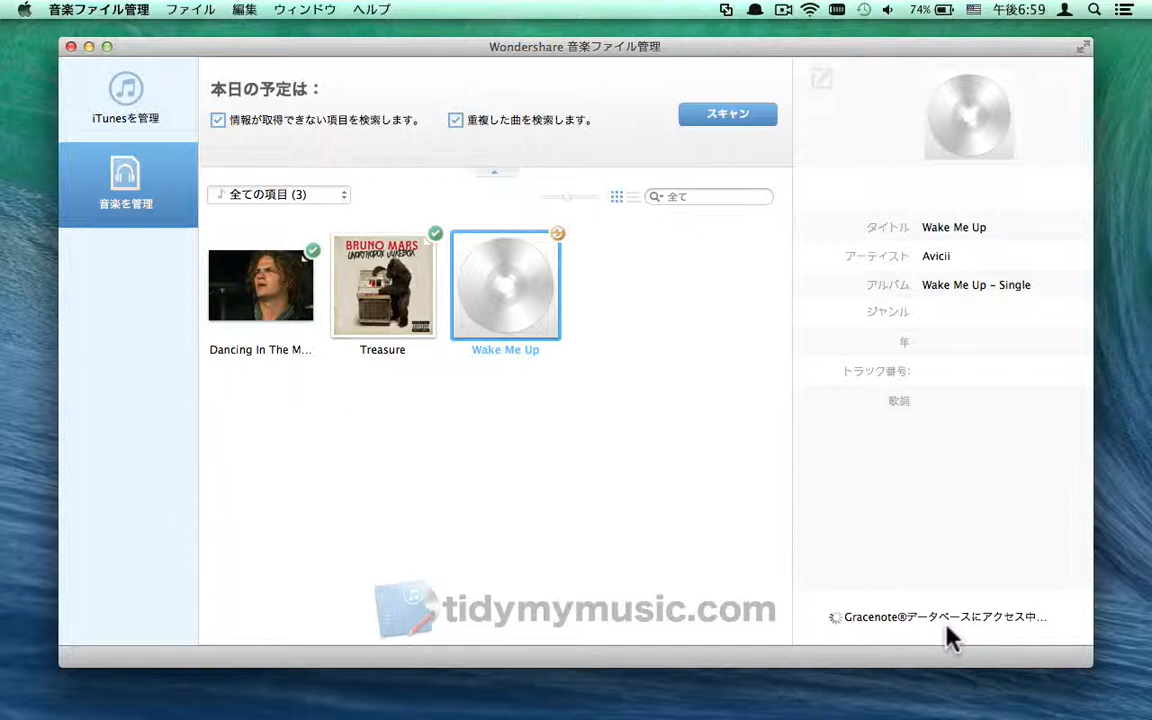 音楽ファイル管理 ファイル 編集 ウィンドウ ヘルプ 74% 午後6:59
Wondershare 音楽ファイル管理
iTunesを管理
音楽を管理
本日の予定は：
情報が取得できない項目を検索します。 重複した曲を検索します。 スキャン
全ての項目 (3) 全て
BRUNO MARS
UNORTHODOX JUKEBOX
Dancing In The M... Treasure Wake Me Up
タイトル Wake Me Up
アーティスト Avicii
アルバム Wake Me Up – Single
ジャンル
年
トラック番号:
歌詞
tidymymusic.com
Gracenote®データベースにアクセス中...